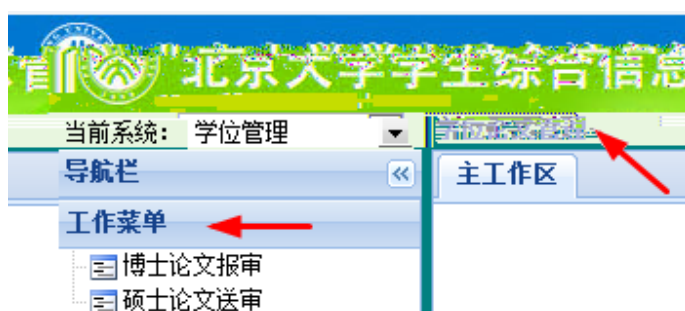 北京大学学生综合信息
当前系统： 学位管理
导航栏
主工作区
工作菜单
博士论文报审
硕士论文送审